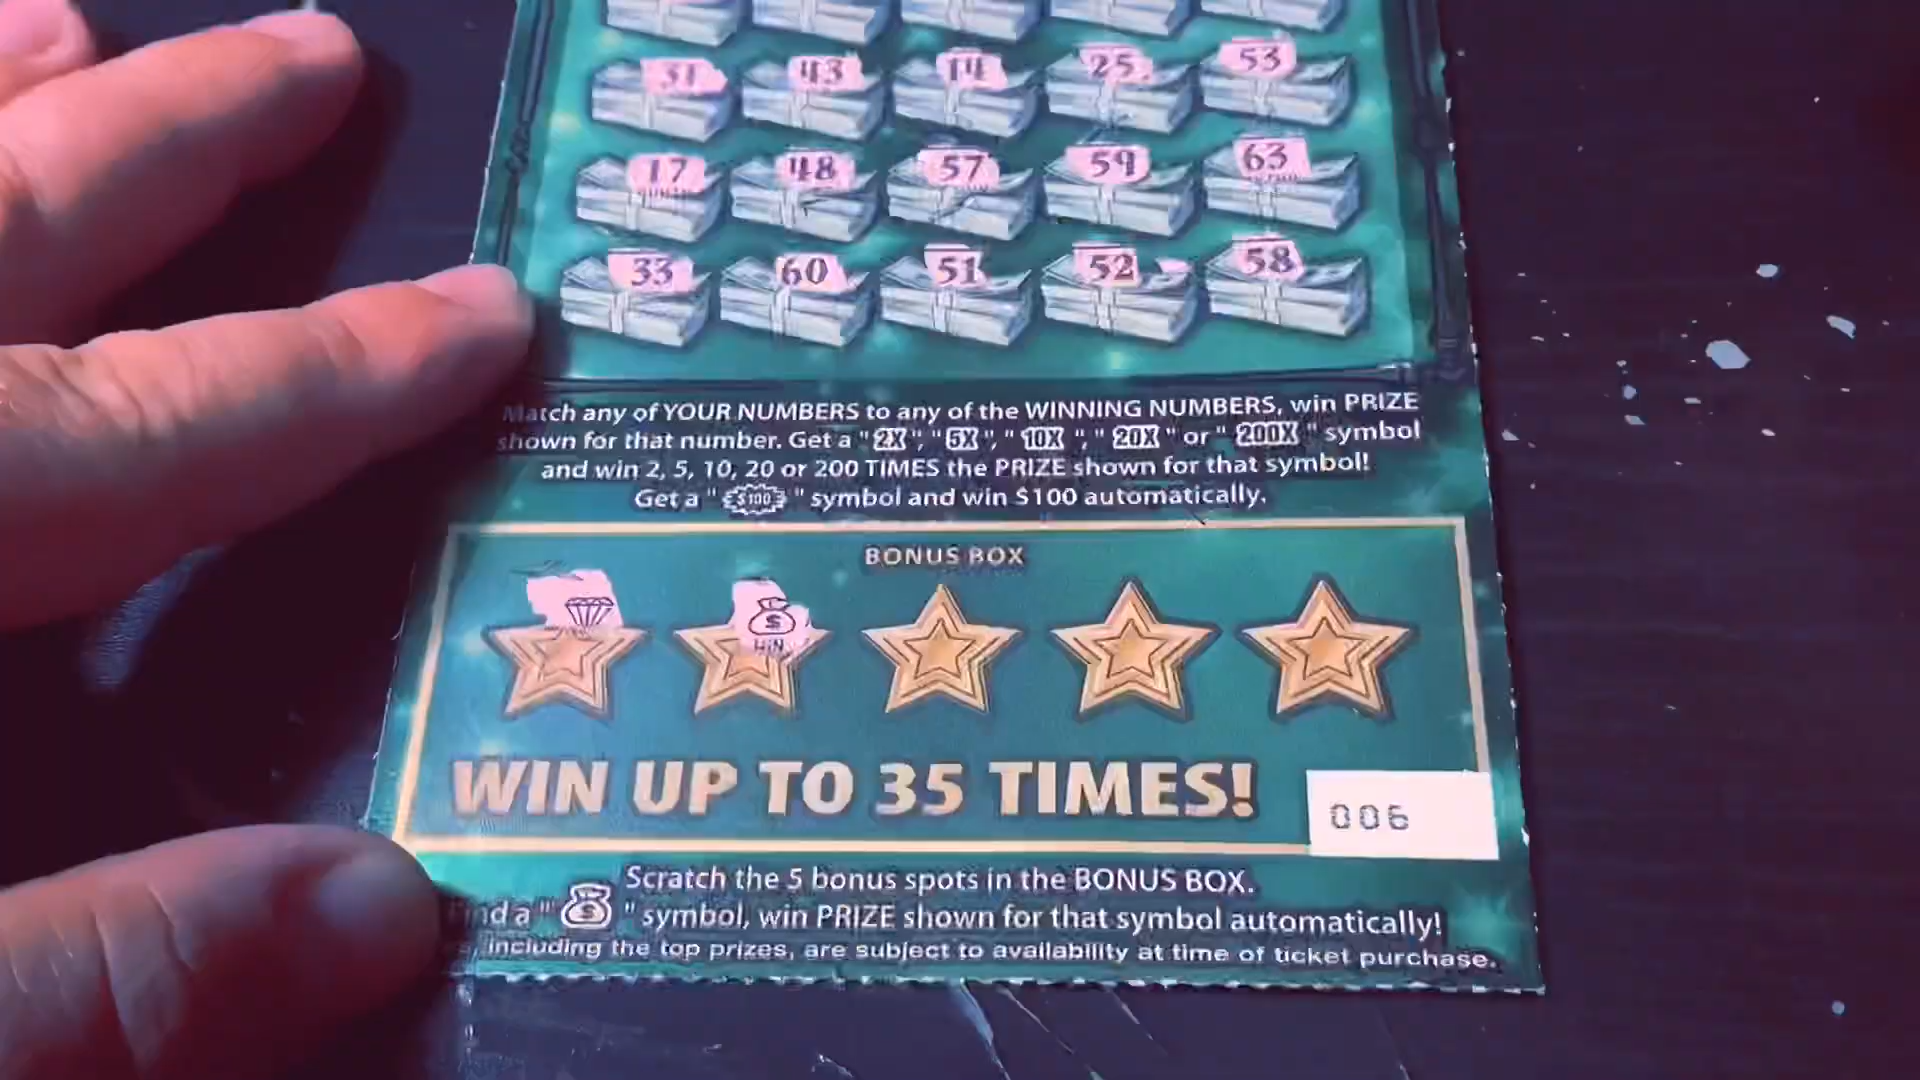 31 43 14 25 53
17 48 57 59 63
33 60 51 52 58
Match any of YOUR NUMBERS to any of the WINNING NUMBERS, win PRIZE
shown for that number. Get a "2X", "5X", "10X", "20X" or "200X" symbol
and win 2, 5, 10, 20 or 200 TIMES the PRIZE shown for that symbol!
Get a "$100" symbol and win $100 automatically.
BONUS BOX
$
WIN
WIN UP TO 35 TIMES!
006
Scratch the 5 bonus spots in the BONUS BOX.
Find a "$" symbol, win PRIZE shown for that symbol automatically!
including the top prizes, are subject to availability at time of ticket purchase.